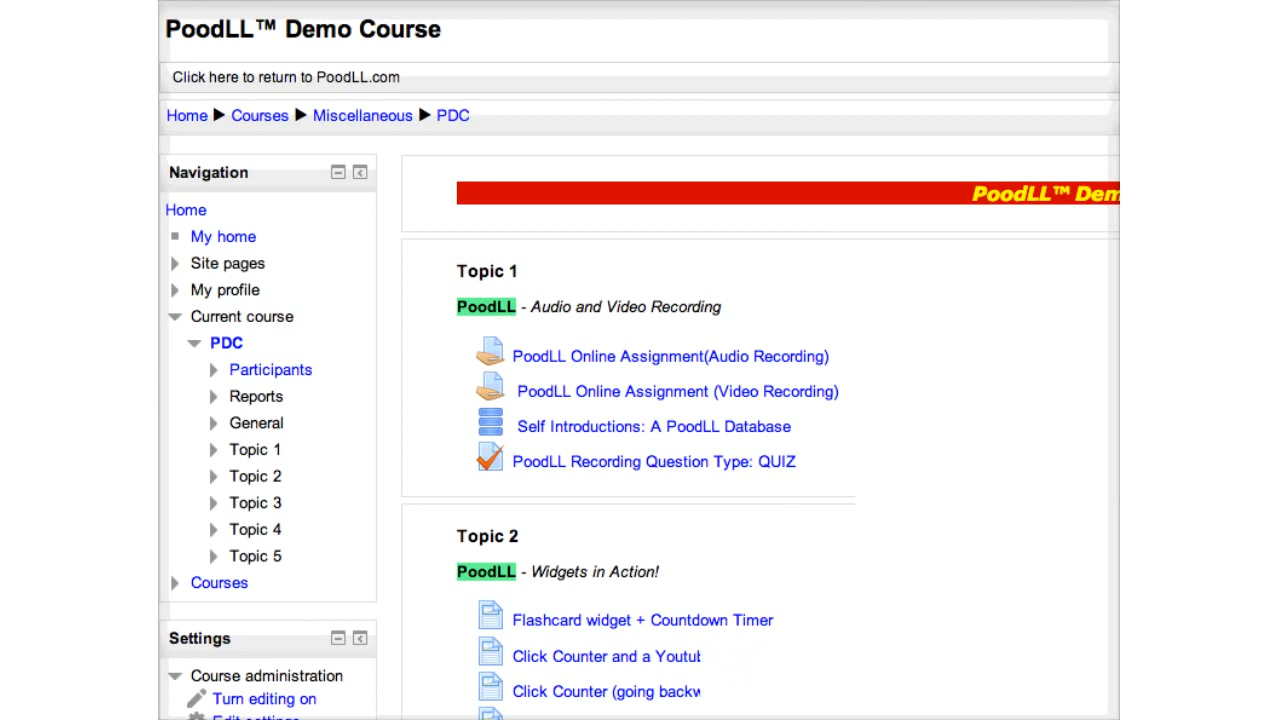 PoodLL™ Demo Course
Click here to return to PoodLL.com
Home ▶ Courses ▶ Miscellaneous ▶ PDC
Navigation
Home
My home
Site pages
My profile
Current course
PDC
Participants
Reports
General
Topic 1
Topic 2
Topic 3
Topic 4
Topic 5
Courses
Settings
Course administration
Turn editing on
Edit settings
PoodLL™ Dem
Topic 1
PoodLL - Audio and Video Recording
PoodLL Online Assignment(Audio Recording)
PoodLL Online Assignment (Video Recording)
Self Introductions: A PoodLL Database
PoodLL Recording Question Type: QUIZ
Topic 2
PoodLL - Widgets in Action!
Flashcard widget + Countdown Timer
Click Counter and a Youtub
Click Counter (going backw